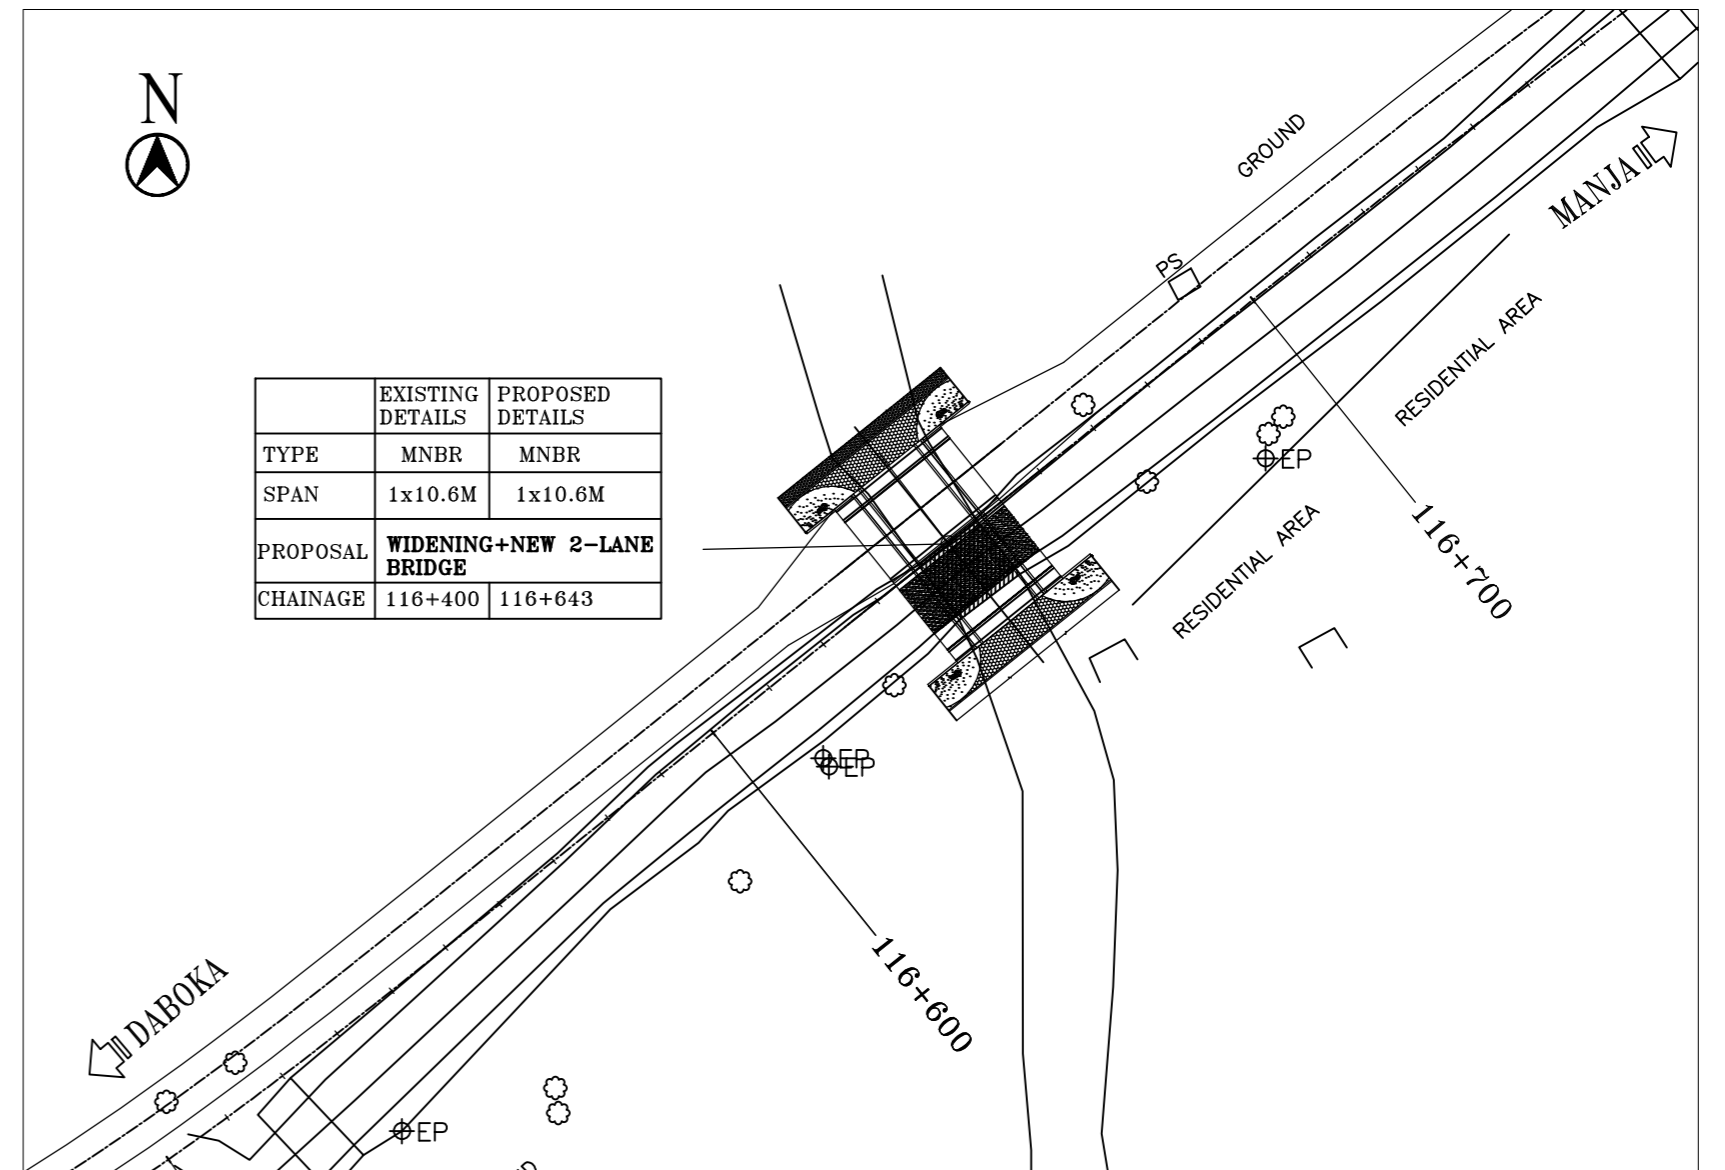 N
GROUND
MANJA
PS
RESIDENTIAL AREA
EXISTING DETAILS PROPOSED DETAILS
TYPE MNBR MNBR
SPAN 1x10.6M 1x10.6M
PROPOSAL WIDENING+NEW 2-LANE BRIDGE
CHAINAGE 116+400 116+643
EP
RESIDENTIAL AREA
116+700
EP
EP
116+600
DABOKA
EP